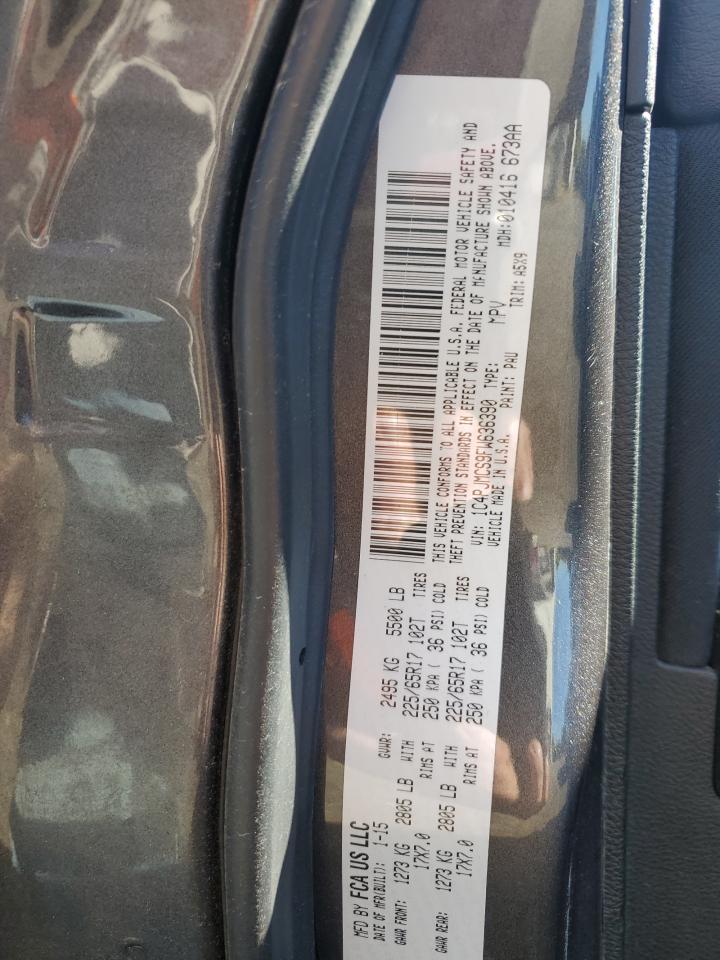 MFD BY FCA US LLC
DATE OF MFR(BUILT): 1-15 GVWR: 2495 KG 5500 LB
GAWR FRONT: 1273 KG 2805 LB WITH 225/65R17 102T TIRES
17X7.0 RIMS AT 250 KPA ( 36 PSI) COLD
GAWR REAR: 1273 KG 2805 LB WITH 225/65R17 102T TIRES
17X7.0 RIMS AT 250 KPA ( 36 PSI) COLD
THIS VEHICLE CONFORMS TO ALL APPLICABLE U.S.A. FEDERAL MOTOR VEHICLE SAFETY AND
THEFT PREVENTION STANDARDS IN EFFECT ON THE DATE OF MANUFACTURE SHOWN ABOVE.
VIN: 1C4PJMCS9FW636390 TYPE: MPV MDH: 010416 673AA
VEHICLE MADE IN U.S.A. PAINT: PAU TRIM: A5X9